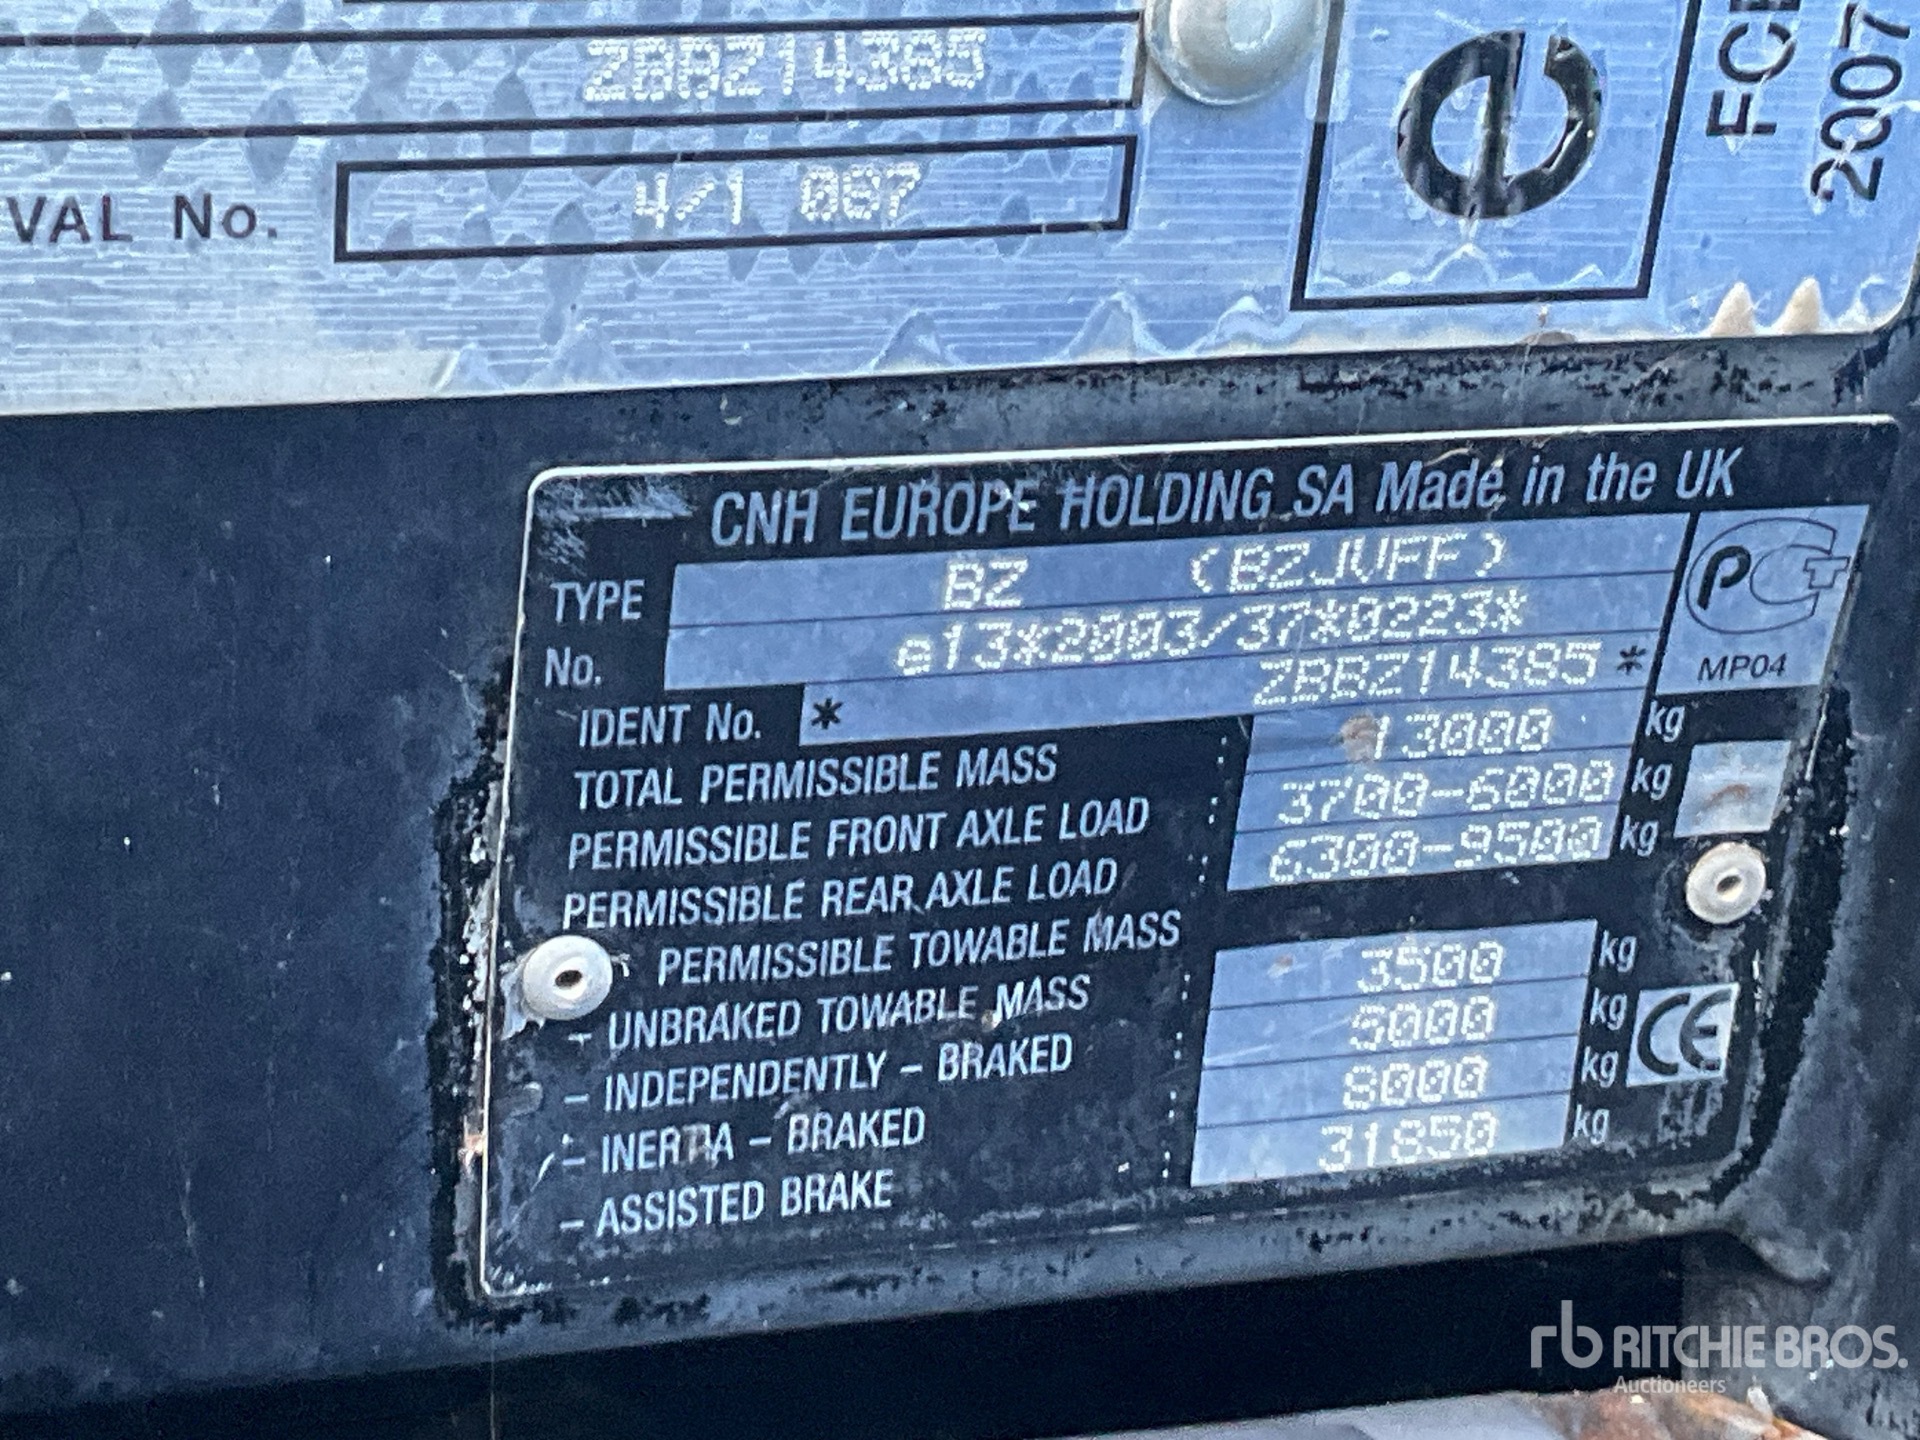 ZBBZ14385
VAL No. 4/1 087
e
2007
CNH EUROPE HOLDING SA Made in the UK
TYPE BZ (BZJVFF)
No. e13*2003/37*0223*
IDENT No. * ZBBZ14385 *
MP04
TOTAL PERMISSIBLE MASS : 13000 kg
PERMISSIBLE FRONT AXLE LOAD : 3700-6000 kg
PERMISSIBLE REAR AXLE LOAD : 6300-9500 kg
PERMISSIBLE TOWABLE MASS
- UNBRAKED TOWABLE MASS : 3500 kg
- INDEPENDENTLY - BRAKED : 5000 kg
- INERTIA - BRAKED : 8000 kg
- ASSISTED BRAKE : 31850 kg
CE
rb RITCHIE BROS.
Auctioneers